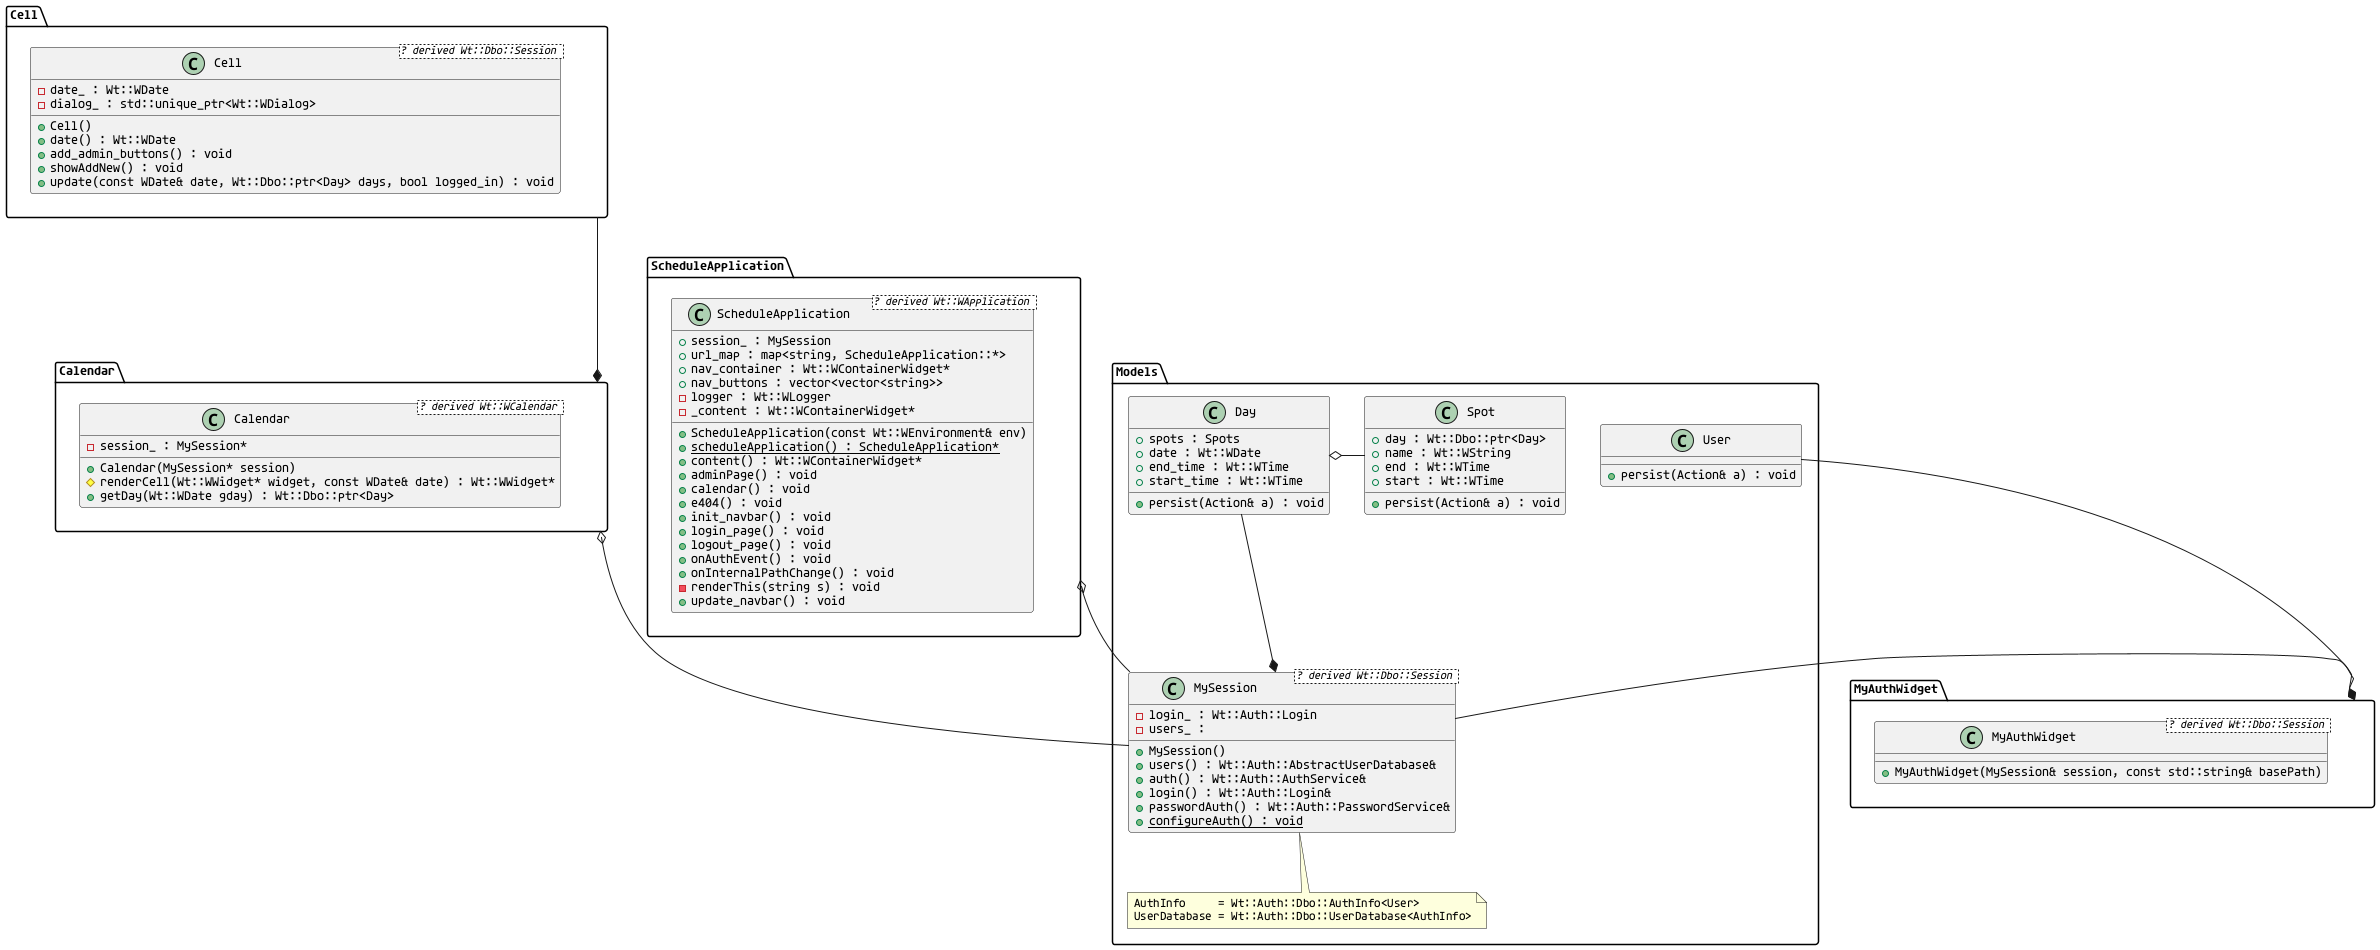 Cell
? derived Wt::Dbo::Session
C Cell
date_ : Wt::WDate
dialog_ : std::unique_ptr<Wt::WDialog>
Cell()
date() : Wt::WDate
add_admin_buttons() : void
showAddNew() : void
update(const WDate& date, Wt::Dbo::ptr<Day> days, bool logged_in) : void
ScheduleApplication
? derived Wt::WApplication
C ScheduleApplication
session_ : MySession
url_map : map<string, ScheduleApplication::*>
nav_container : Wt::WContainerWidget*
nav_buttons : vector<vector<string>>
logger : Wt::WLogger
_content : Wt::WContainerWidget*
ScheduleApplication(const Wt::WEnvironment& env)
scheduleApplication() : ScheduleApplication*
content() : Wt::WContainerWidget*
adminPage() : void
calendar() : void
e404() : void
init_navbar() : void
login_page() : void
logout_page() : void
onAuthEvent() : void
onInternalPathChange() : void
renderThis(string s) : void
update_navbar() : void
Calendar
? derived Wt::WCalendar
C Calendar
session_ : MySession*
Calendar(MySession* session)
renderCell(Wt::WWidget* widget, const WDate& date) : Wt::WWidget*
getDay(Wt::WDate gday) : Wt::Dbo::ptr<Day>
Models
C Day
spots : Spots
date : Wt::WDate
end_time : Wt::WTime
start_time : Wt::WTime
persist(Action& a) : void
C Spot
day : Wt::Dbo::ptr<Day>
name : Wt::WString
end : Wt::WTime
start : Wt::WTime
persist(Action& a) : void
C User
persist(Action& a) : void
? derived Wt::Dbo::Session
C MySession
login_ : Wt::Auth::Login
users_ :
MySession()
users() : Wt::Auth::AbstractUserDatabase&
auth() : Wt::Auth::AuthService&
login() : Wt::Auth::Login&
passwordAuth() : Wt::Auth::PasswordService&
configureAuth() : void
AuthInfo     = Wt::Auth::Dbo::AuthInfo<User>
UserDatabase = Wt::Auth::Dbo::UserDatabase<AuthInfo>
MyAuthWidget
? derived Wt::Dbo::Session
C MyAuthWidget
MyAuthWidget(MySession& session, const std::string& basePath)